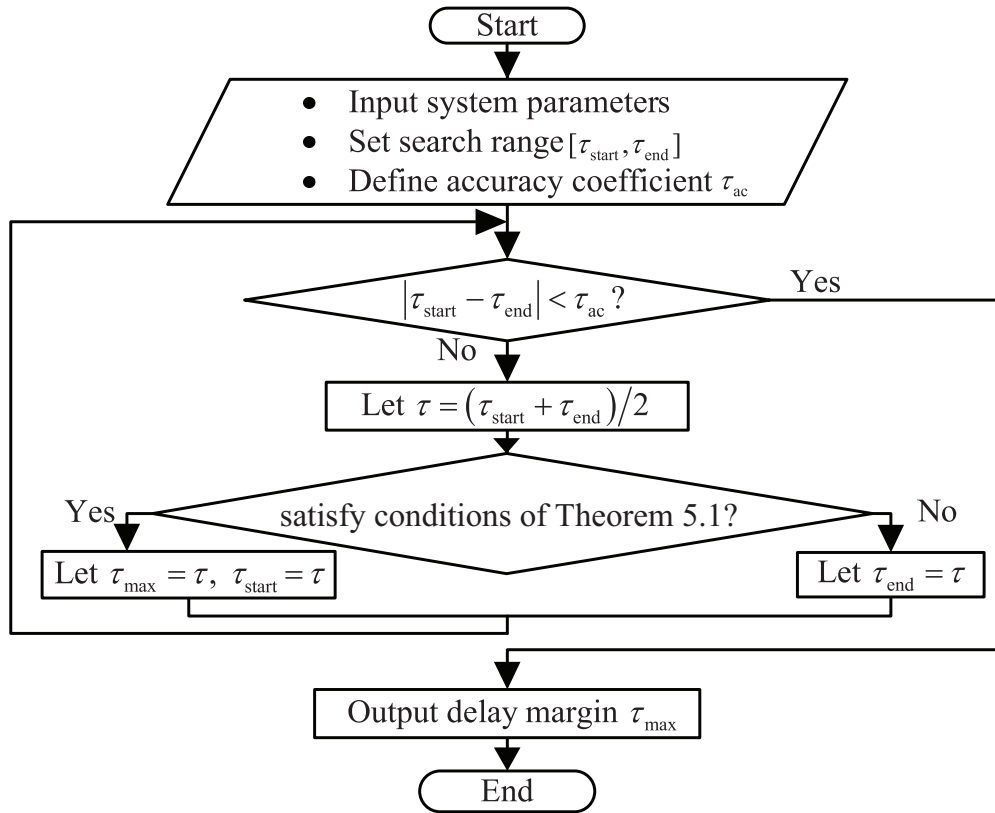 Start
• Input system parameters
• Set search range [τ_start, τ_end]
• Define accuracy coefficient τ_ac
|τ_start − τ_end| < τ_ac ?
Yes
No
Let τ = (τ_start + τ_end)/2
satisfy conditions of Theorem 5.1?
Yes
No
Let τ_max = τ, τ_start = τ
Let τ_end = τ
Output delay margin τ_max
End